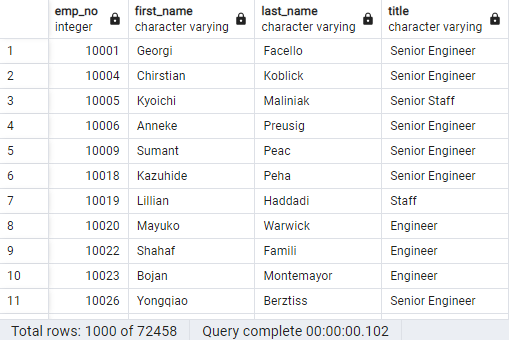 emp_no first_name last_name title
integer character varying character varying character varying
1 10001 Georgi Facello Senior Engineer
2 10004 Chirstian Koblick Senior Engineer
3 10005 Kyoichi Maliniak Senior Staff
4 10006 Anneke Preusig Senior Engineer
5 10009 Sumant Peac Senior Engineer
6 10018 Kazuhide Peha Senior Engineer
7 10019 Lillian Haddadi Staff
8 10020 Mayuko Warwick Engineer
9 10022 Shahaf Famili Engineer
10 10023 Bojan Montemayor Engineer
11 10026 Yongqiao Berztiss Senior Engineer
Total rows: 1000 of 72458 Query complete 00:00:00.102